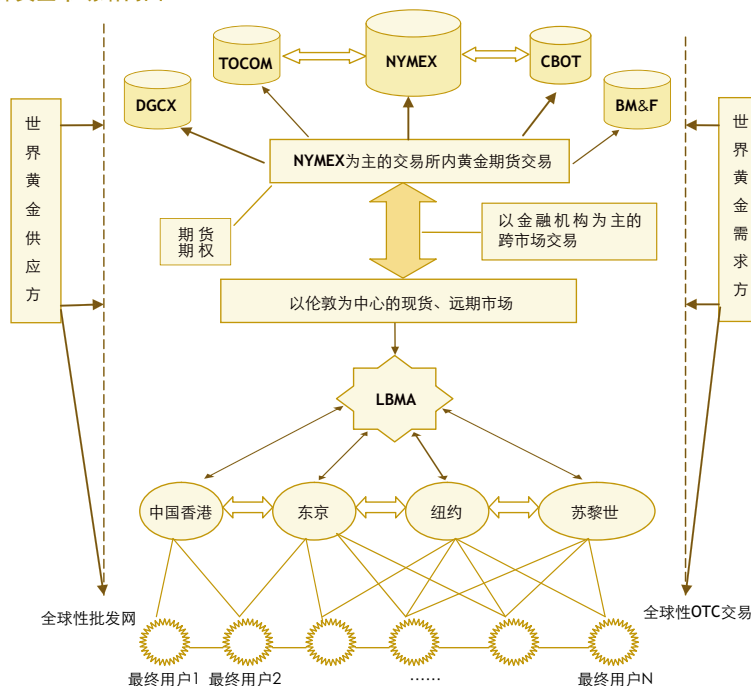 TOCOM
NYMEX
CBOT
DGCX
BM&F
世界黄金供应方
世界黄金需求方
NYMEX为主的交易所内黄金期货交易
期货
期权
以金融机构为主的
跨市场交易
以伦敦为中心的现货、远期市场
LBMA
中国香港
东京
纽约
苏黎世
全球性批发网
全球性OTC交易
最终用户1
最终用户2
……
最终用户N